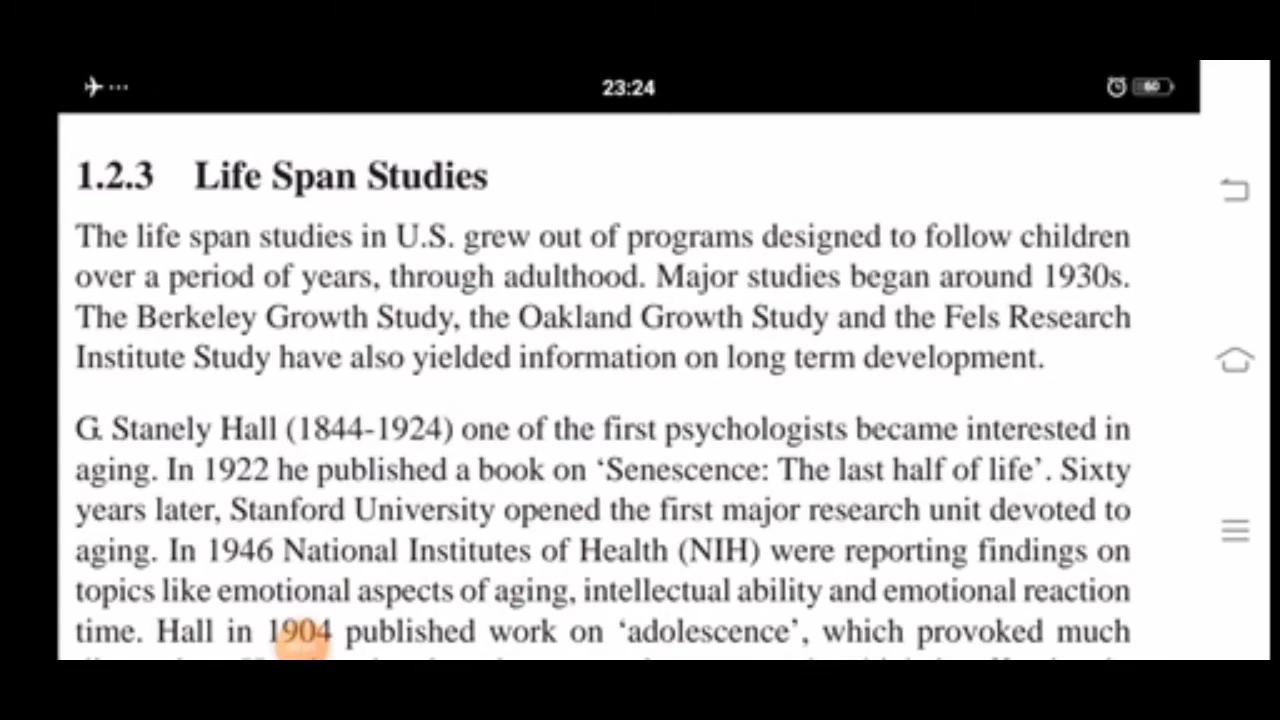 23:24
60
1.2.3 Life Span Studies
The life span studies in U.S. grew out of programs designed to follow children
over a period of years, through adulthood. Major studies began around 1930s.
The Berkeley Growth Study, the Oakland Growth Study and the Fels Research
Institute Study have also yielded information on long term development.
G. Stanely Hall (1844-1924) one of the first psychologists became interested in
aging. In 1922 he published a book on ‘Senescence: The last half of life’. Sixty
years later, Stanford University opened the first major research unit devoted to
aging. In 1946 National Institutes of Health (NIH) were reporting findings on
topics like emotional aspects of aging, intellectual ability and emotional reaction
time. Hall in 1904 published work on ‘adolescence’, which provoked much